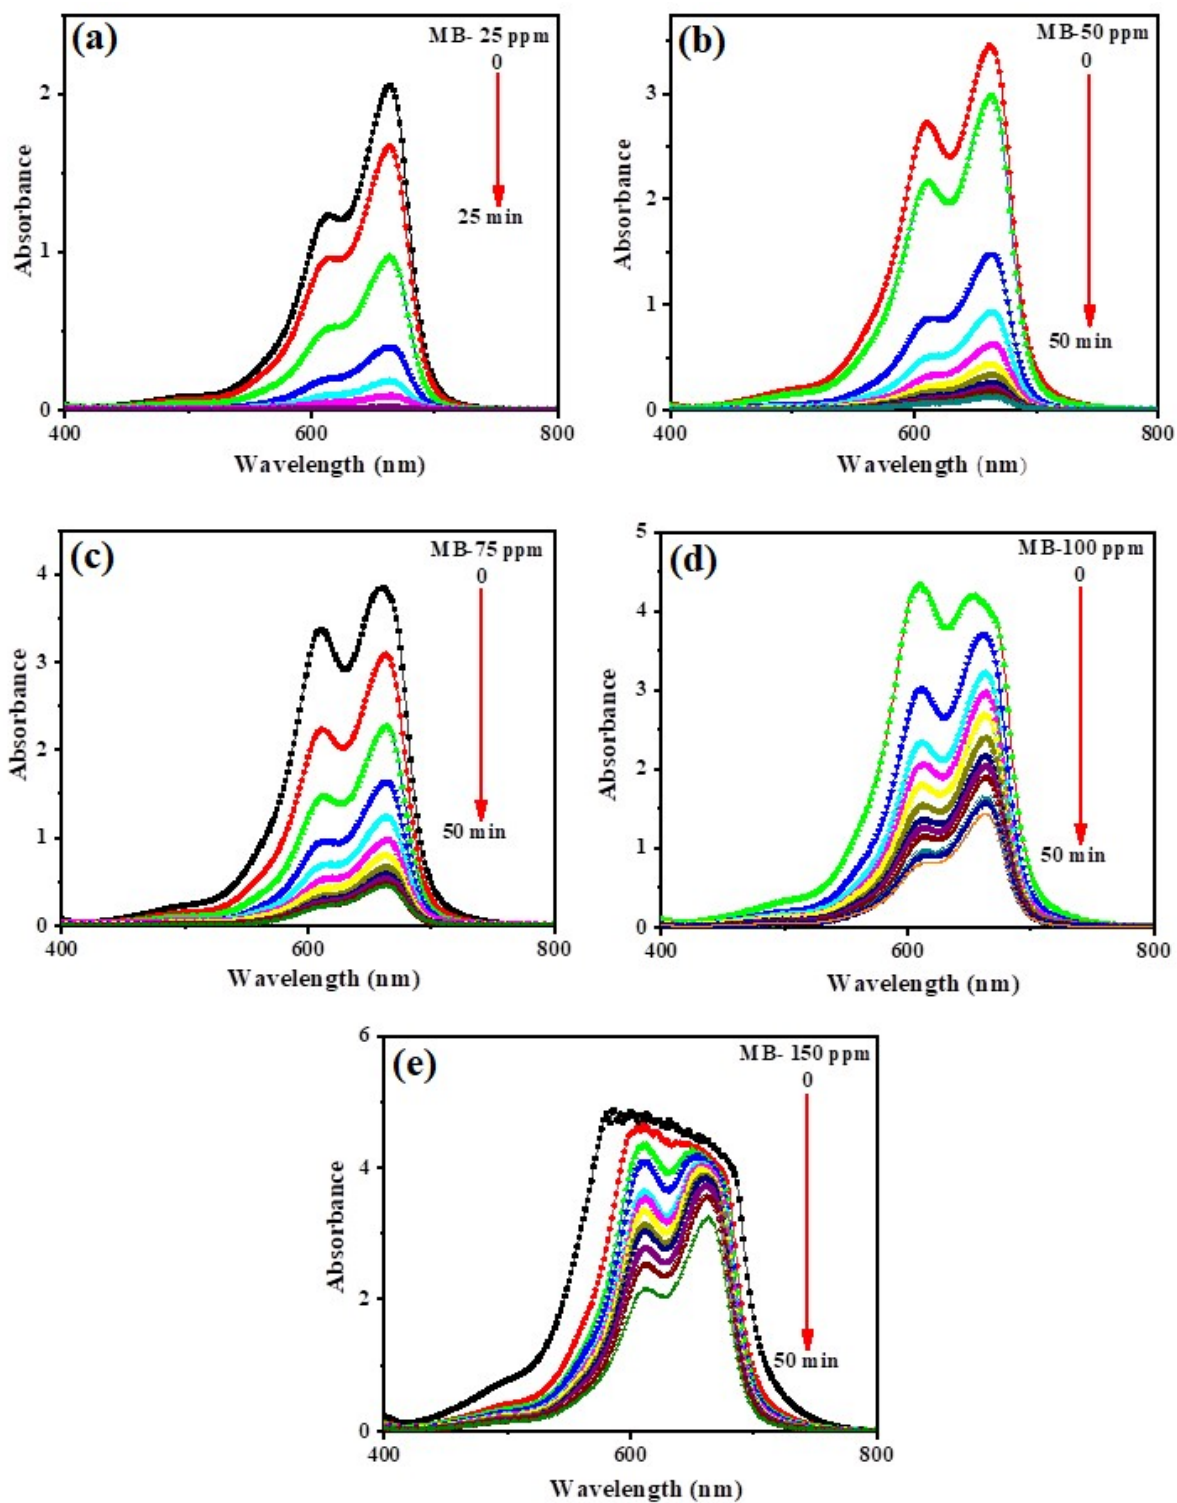 (a)
MB- 25 ppm
0
25 min
2
1
0
400
600
800
Absorbance
Wavelength (nm)
(b)
MB-50 ppm
0
50 min
3
2
1
0
400
600
800
Absorbance
Wavelength (nm)
(c)
MB-75 ppm
0
50 min
4
3
2
1
0
400
600
800
Absorbance
Wavelength (nm)
(d)
MB-100 ppm
0
50 min
5
4
3
2
1
0
400
600
800
Absorbance
Wavelength (nm)
(e)
MB- 150 ppm
0
50 min
6
4
2
0
400
600
800
Absorbance
Wavelength (nm)